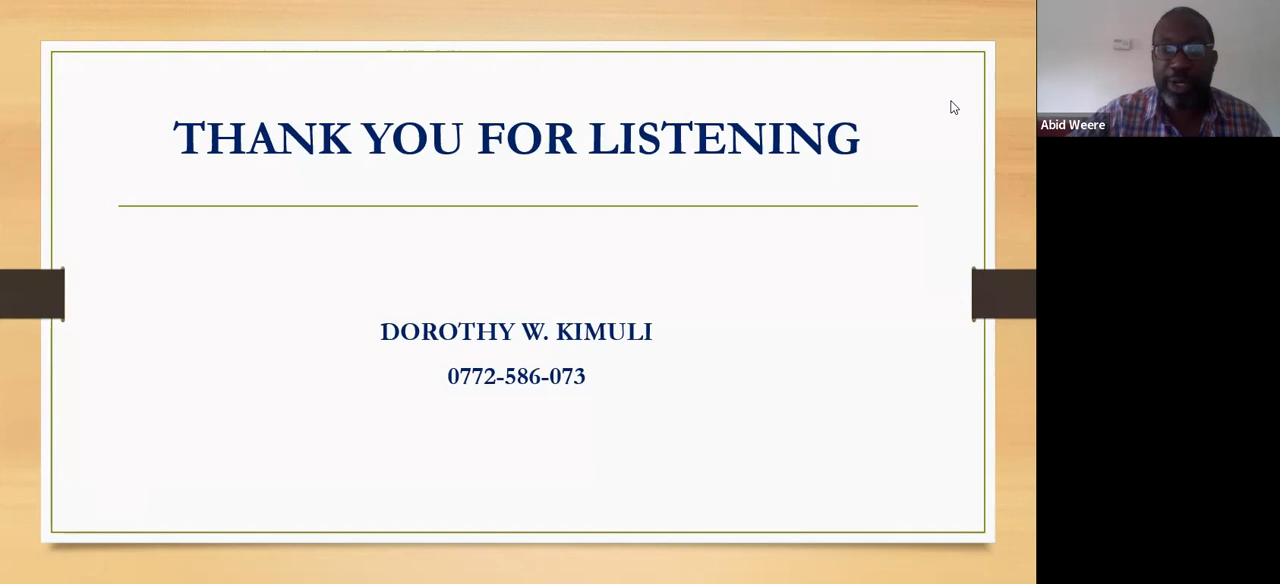 THANK YOU FOR LISTENING
DOROTHY W. KIMULI
0772-586-073
Abid Weere